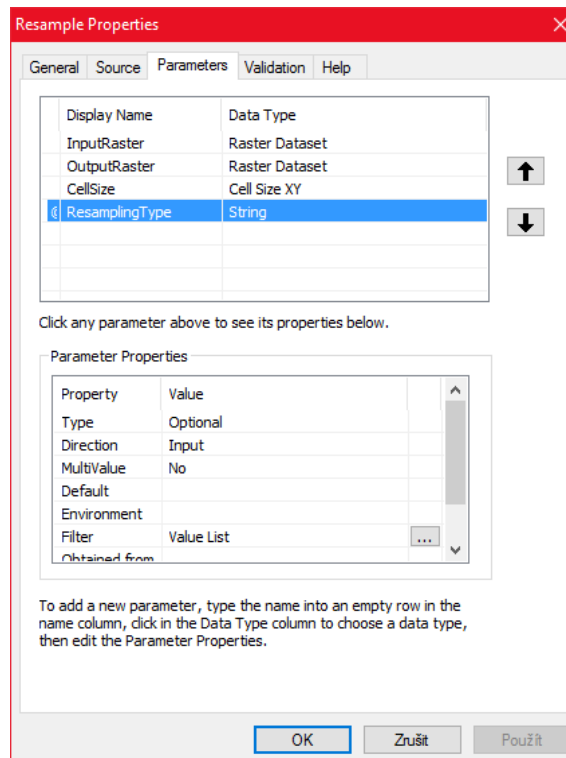 Resample Properties
General Source Parameters Validation Help
Display Name Data Type
InputRaster Raster Dataset
OutputRaster Raster Dataset
CellSize Cell Size XY
ResamplingType String
Click any parameter above to see its properties below.
Parameter Properties
Property Value
Type Optional
Direction Input
MultiValue No
Default
Environment
Filter Value List ...
Obtained from
To add a new parameter, type the name into an empty row in the
name column, click in the Data Type column to choose a data type,
then edit the Parameter Properties.
OK Zrušit Použít